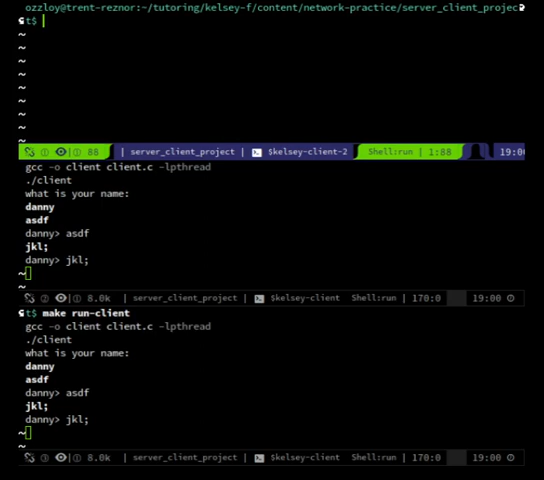 ozzloy@trent-reznor:~/tutoring/kelsey-f/content/network-practice/server_client_projec
t$
~
~
~
~
~
~
① 88 | server_client_project | $kelsey-client-2 Shell:run | 1:88 19:00
gcc -o client client.c -lpthread
./client
what is your name:
danny
asdf
danny> asdf
jkl;
danny> jkl;
~
~
② ① 8.0k | server_client_project | $kelsey-client Shell:run | 170:0 19:00
t$ make run-client
gcc -o client client.c -lpthread
./client
what is your name:
danny
asdf
danny> asdf
jkl;
danny> jkl;
~
~
① 8.0k | server_client_project | $kelsey-client Shell:run | 170:0 19:00